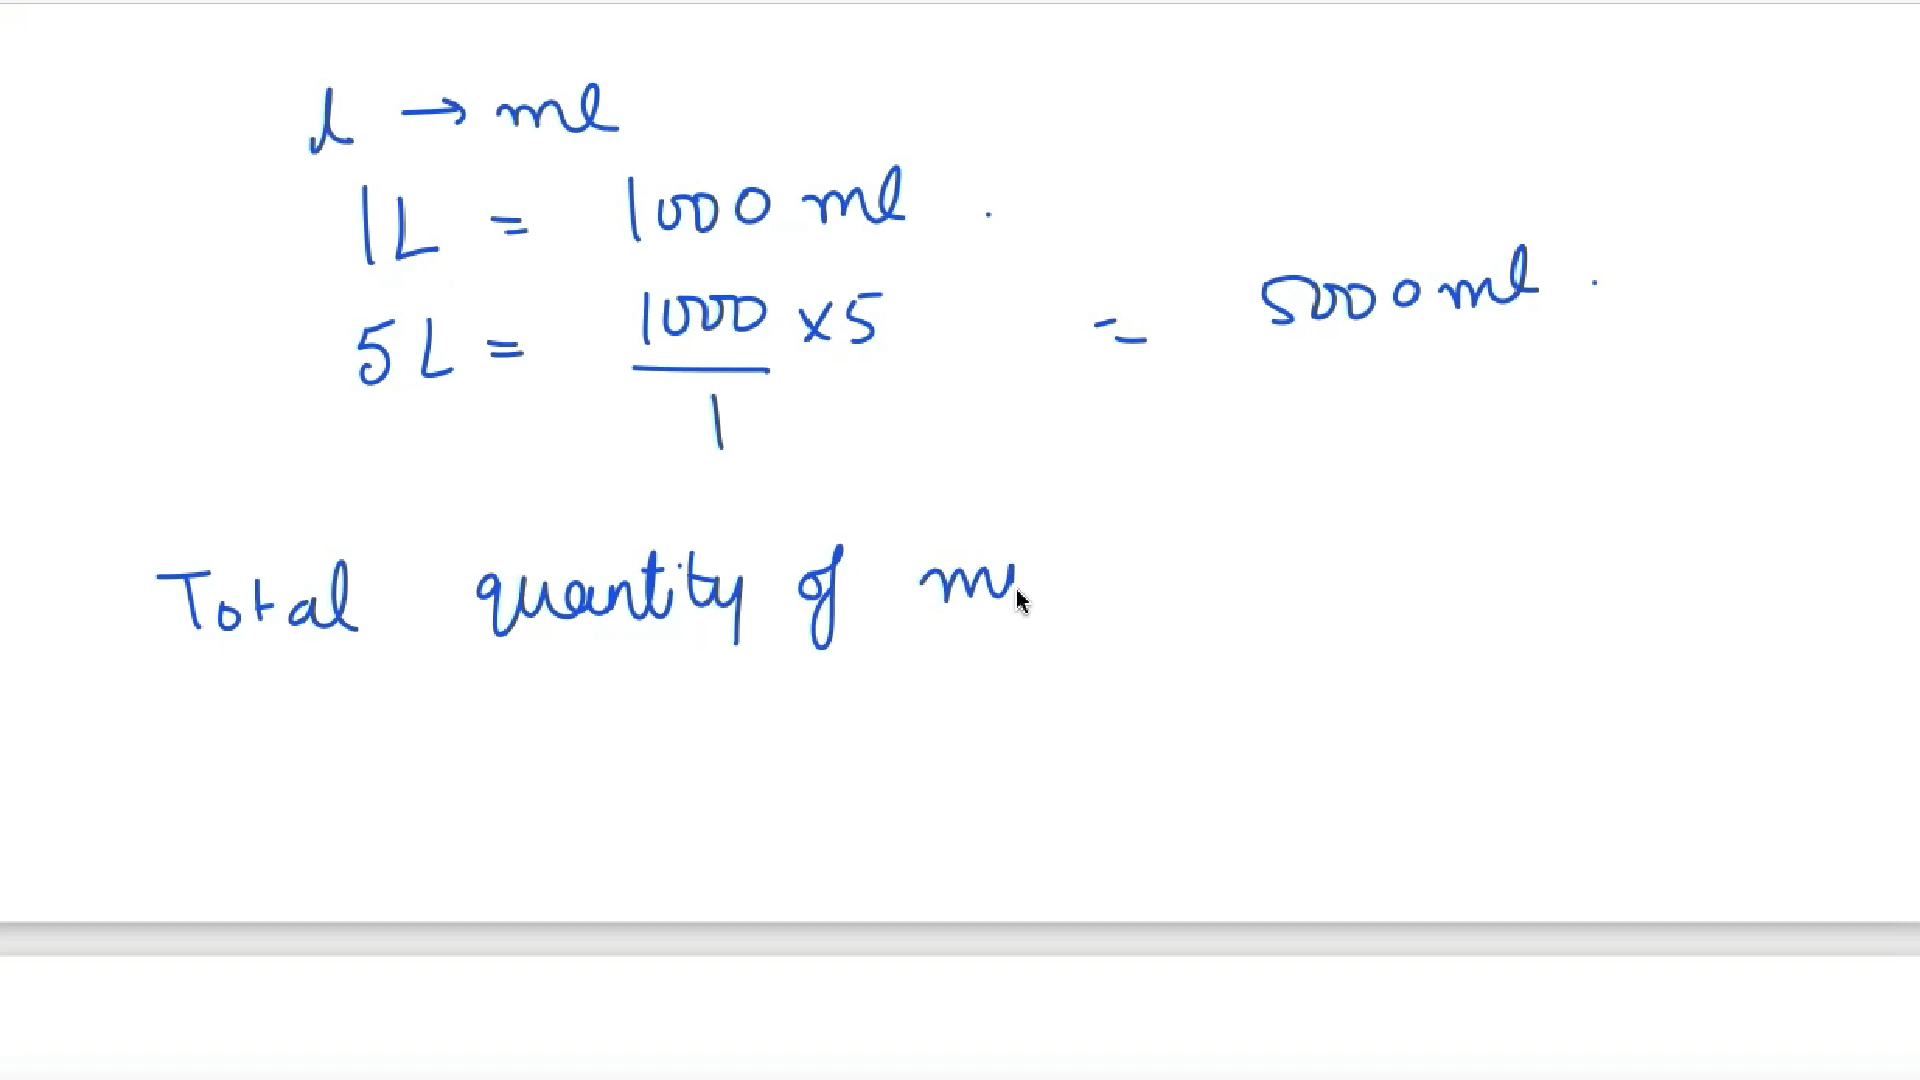 l → ml
1L = 1000 ml .
5L = 1000/1 x5 = 5000 ml .
Total quantity of